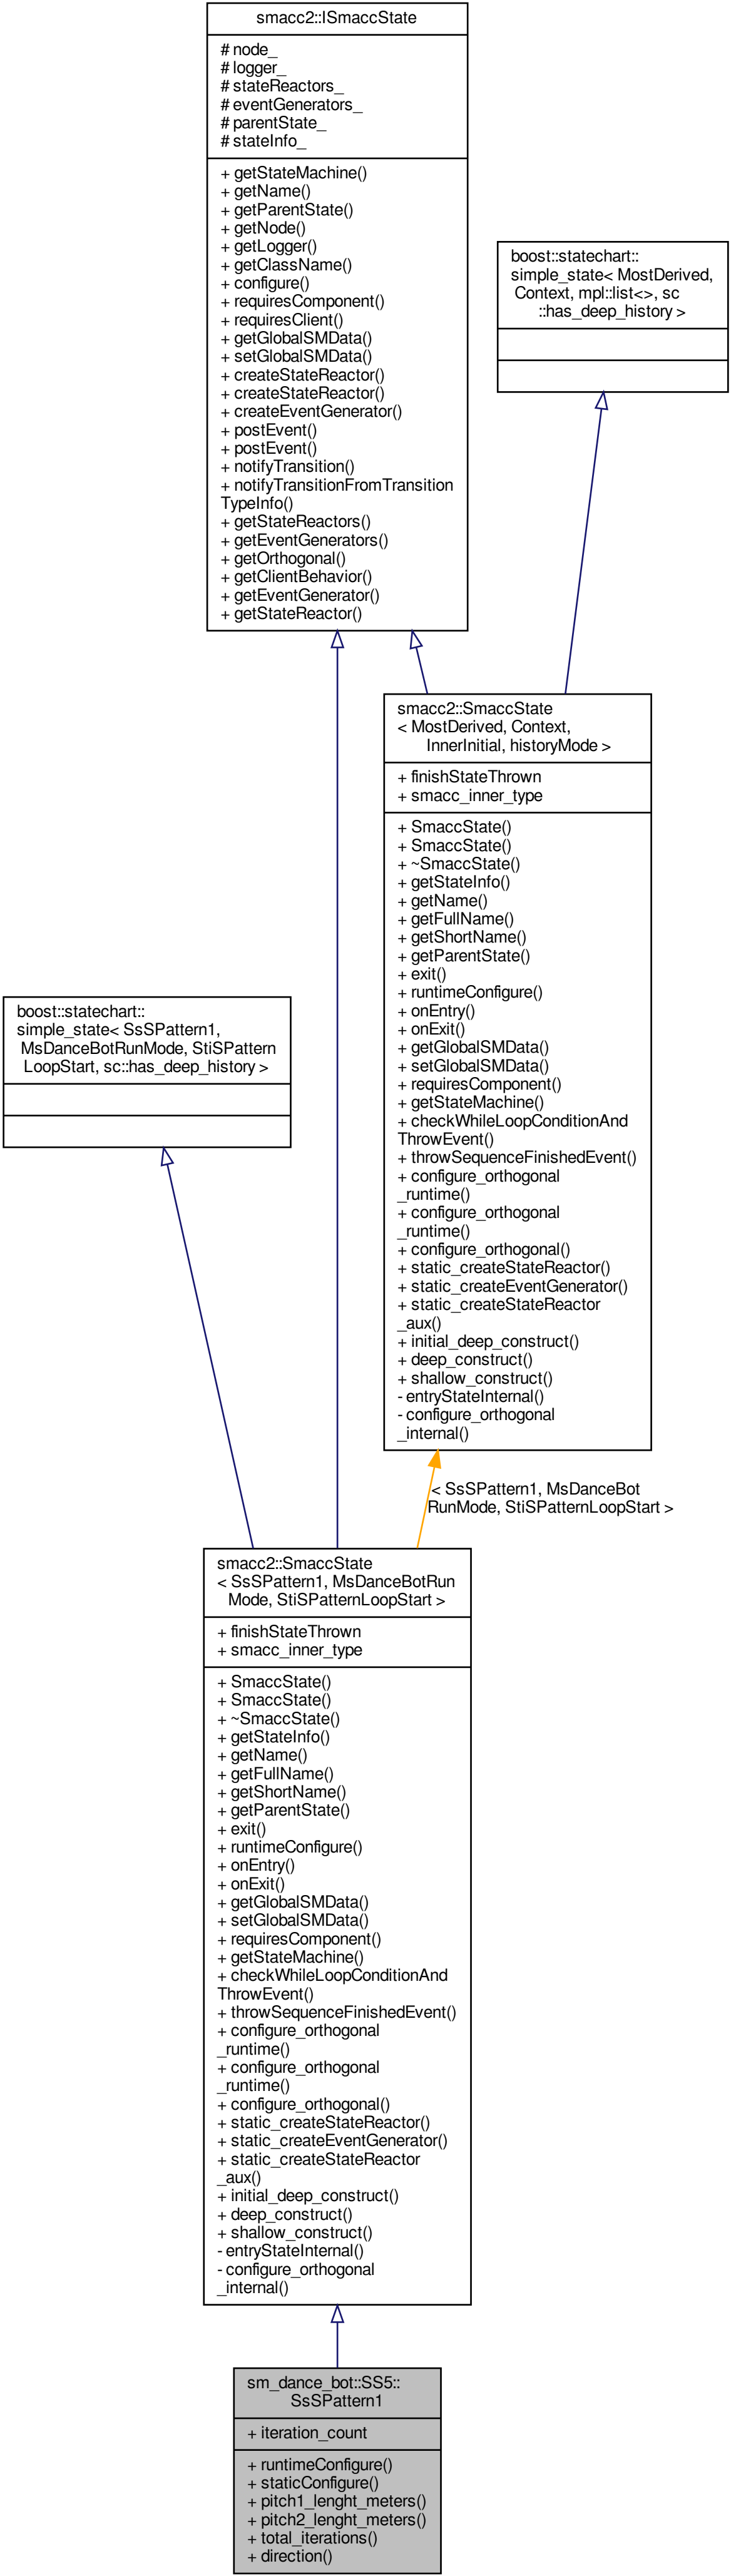 smacc2::ISmaccState
# node_
# logger_
# stateReactors_
# eventGenerators_
# parentState_
# stateInfo_
+ getStateMachine()
+ getName()
+ getParentState()
+ getNode()
+ getLogger()
+ getClassName()
+ configure()
+ requiresComponent()
+ requiresClient()
+ getGlobalSMData()
+ setGlobalSMData()
+ createStateReactor()
+ createStateReactor()
+ createEventGenerator()
+ postEvent()
+ postEvent()
+ notifyTransition()
+ notifyTransitionFromTransition
TypeInfo()
+ getStateReactors()
+ getEventGenerators()
+ getOrthogonal()
+ getClientBehavior()
+ getEventGenerator()
+ getStateReactor()
boost::statechart::
simple_state< MostDerived,
Context, mpl::list<>, sc
::has_deep_history >
smacc2::SmaccState
< MostDerived, Context,
InnerInitial, historyMode >
+ finishStateThrown
+ smacc_inner_type
+ SmaccState()
+ SmaccState()
+ ~SmaccState()
+ getStateInfo()
+ getName()
+ getFullName()
+ getShortName()
+ getParentState()
+ exit()
+ runtimeConfigure()
+ onEntry()
+ onExit()
+ getGlobalSMData()
+ setGlobalSMData()
+ requiresComponent()
+ getStateMachine()
+ checkWhileLoopConditionAnd
ThrowEvent()
+ throwSequenceFinishedEvent()
+ configure_orthogonal
_runtime()
+ configure_orthogonal
_runtime()
+ configure_orthogonal()
+ static_createStateReactor()
+ static_createEventGenerator()
+ static_createStateReactor
_aux()
+ initial_deep_construct()
+ deep_construct()
+ shallow_construct()
- entryStateInternal()
- configure_orthogonal
_internal()
boost::statechart::
simple_state< SsSPattern1,
MsDanceBotRunMode, StiSPattern
LoopStart, sc::has_deep_history >
< SsSPattern1, MsDanceBot
RunMode, StiSPatternLoopStart >
smacc2::SmaccState
< SsSPattern1, MsDanceBotRun
Mode, StiSPatternLoopStart >
+ finishStateThrown
+ smacc_inner_type
+ SmaccState()
+ SmaccState()
+ ~SmaccState()
+ getStateInfo()
+ getName()
+ getFullName()
+ getShortName()
+ getParentState()
+ exit()
+ runtimeConfigure()
+ onEntry()
+ onExit()
+ getGlobalSMData()
+ setGlobalSMData()
+ requiresComponent()
+ getStateMachine()
+ checkWhileLoopConditionAnd
ThrowEvent()
+ throwSequenceFinishedEvent()
+ configure_orthogonal
_runtime()
+ configure_orthogonal
_runtime()
+ configure_orthogonal()
+ static_createStateReactor()
+ static_createEventGenerator()
+ static_createStateReactor
_aux()
+ initial_deep_construct()
+ deep_construct()
+ shallow_construct()
- entryStateInternal()
- configure_orthogonal
_internal()
sm_dance_bot::SS5::
SsSPattern1
+ iteration_count
+ runtimeConfigure()
+ staticConfigure()
+ pitch1_lenght_meters()
+ pitch2_lenght_meters()
+ total_iterations()
+ direction()